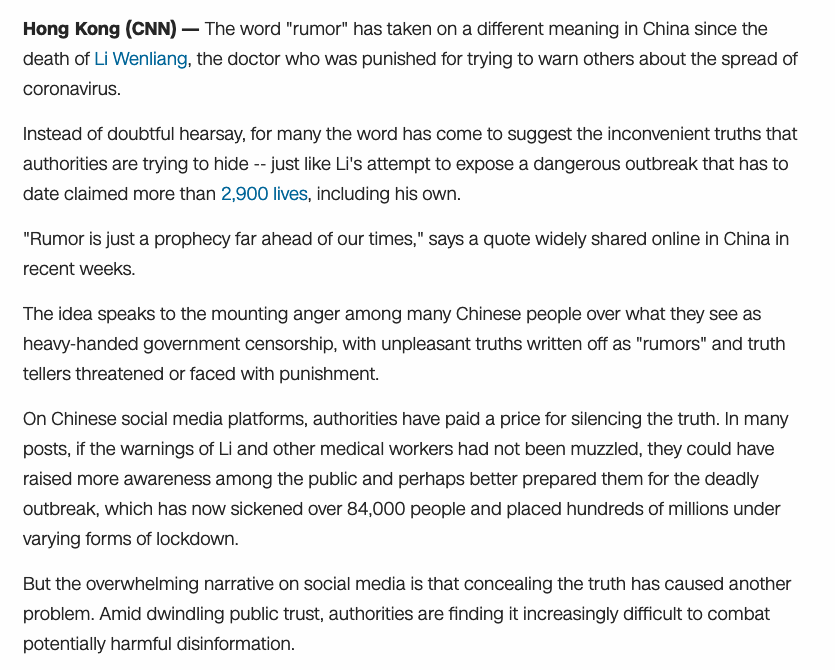 Hong Kong (CNN) — The word "rumor" has taken on a different meaning in China since the
death of Li Wenliang, the doctor who was punished for trying to warn others about the spread of
coronavirus.
Instead of doubtful hearsay, for many the word has come to suggest the inconvenient truths that
authorities are trying to hide -- just like Li's attempt to expose a dangerous outbreak that has to
date claimed more than 2,900 lives, including his own.
"Rumor is just a prophecy far ahead of our times," says a quote widely shared online in China in
recent weeks.
The idea speaks to the mounting anger among many Chinese people over what they see as
heavy-handed government censorship, with unpleasant truths written off as "rumors" and truth
tellers threatened or faced with punishment.
On Chinese social media platforms, authorities have paid a price for silencing the truth. In many
posts, if the warnings of Li and other medical workers had not been muzzled, they could have
raised more awareness among the public and perhaps better prepared them for the deadly
outbreak, which has now sickened over 84,000 people and placed hundreds of millions under
varying forms of lockdown.
But the overwhelming narrative on social media is that concealing the truth has caused another
problem. Amid dwindling public trust, authorities are finding it increasingly difficult to combat
potentially harmful disinformation.